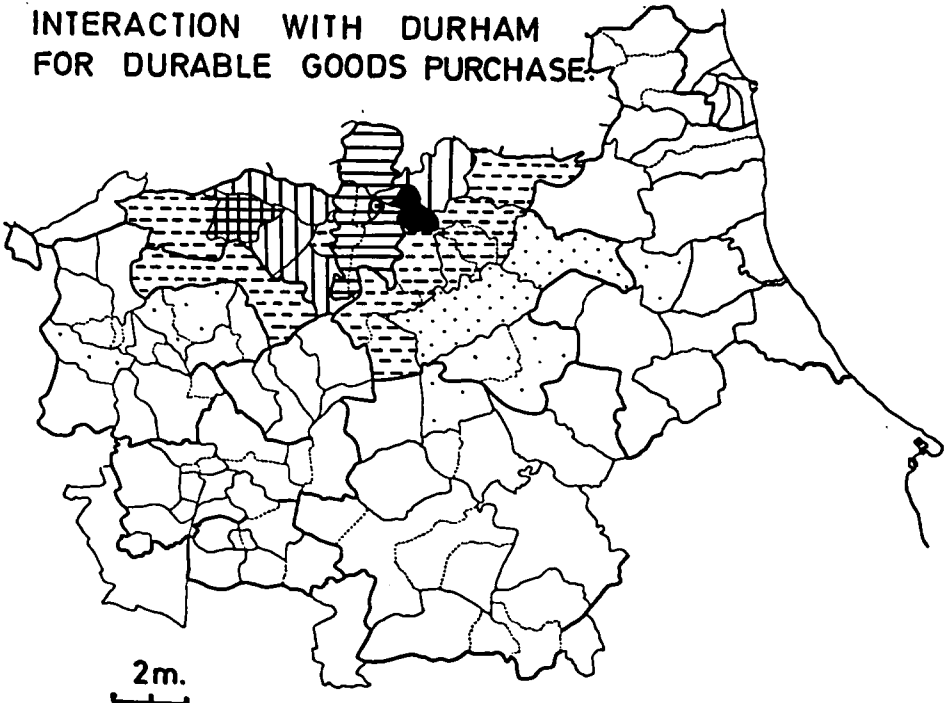 INTERACTION WITH DURHAM
FOR DURABLE GOODS PURCHASE.
2m.